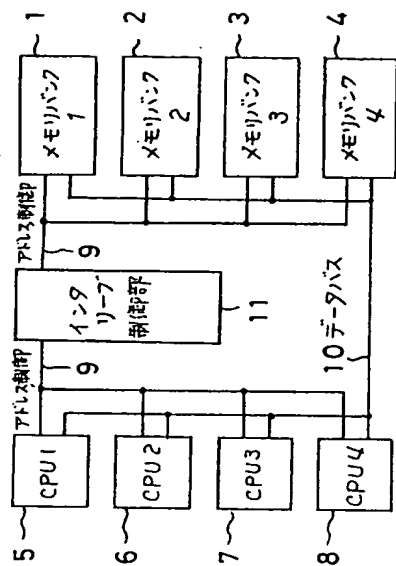 1
メモリバンク
1
2
メモリバンク
2
3
メモリバンク
3
4
メモリバンク
4
アドレス制御
9
インタ
リーブ
制御部
11
アドレス制御
9
10 データバス
5
CPU1
6
CPU2
7
CPU3
8
CPU4